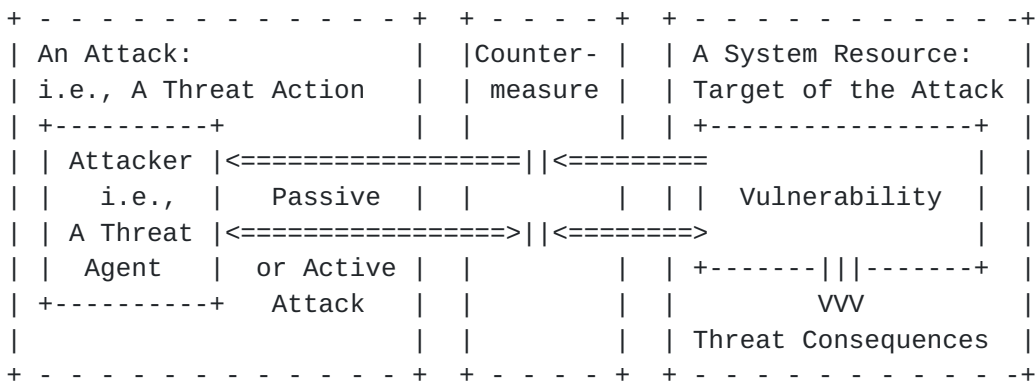 + - - - - - - - - - - - - +  + - - - - +  + - - - - - - - - - - -+
| An Attack:              |  |Counter- |  | A System Resource:   |
| i.e., A Threat Action   |  | measure |  | Target of the Attack |
| +----------+            |  |         |  | +-----------------+  |
| | Attacker |<==================||<=========                 |  |
| |   i.e.,  |   Passive  |  |         |  | |  Vulnerability  |  |
| | A Threat |<=================>||<========>                 |  |
| |  Agent   |  or Active |  |         |  | +-------|||-------+  |
| +----------+   Attack   |  |         |  |         VVV          |
|                         |  |         |  | Threat Consequences  |
+ - - - - - - - - - - - - +  + - - - - +  + - - - - - - - - - - -+